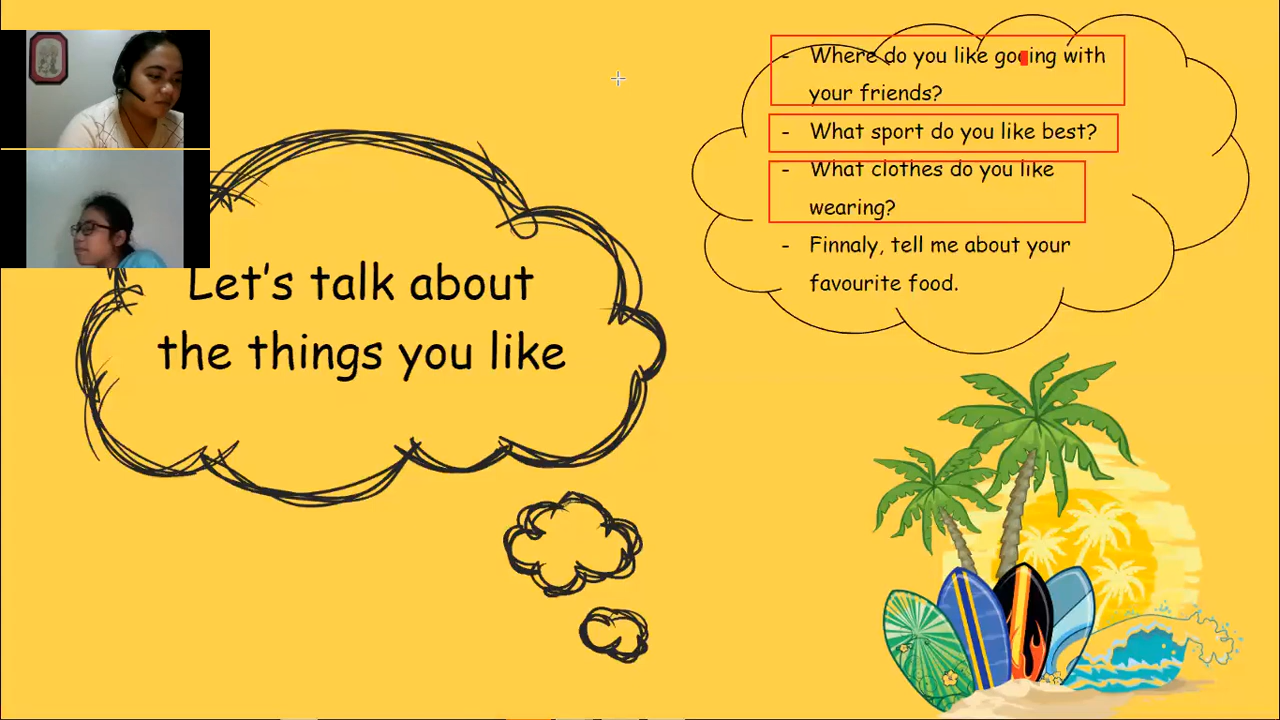 Let's talk about
the things you like
- Where do you like gooing with
your friends?
- What sport do you like best?
- What clothes do you like
wearing?
- Finnaly, tell me about your
favourite food.